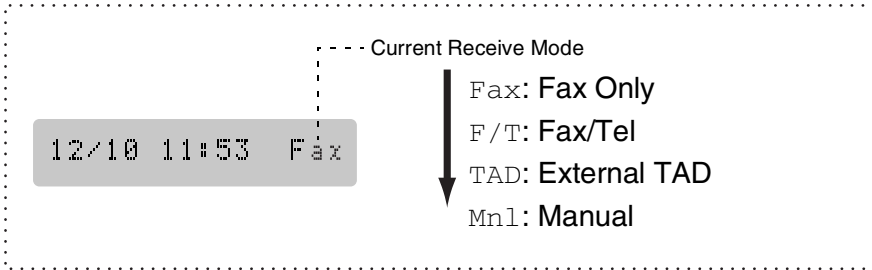 Current Receive Mode
12/10 11:53 Fax
Fax: Fax Only
F/T: Fax/Tel
TAD: External TAD
Mnl: Manual